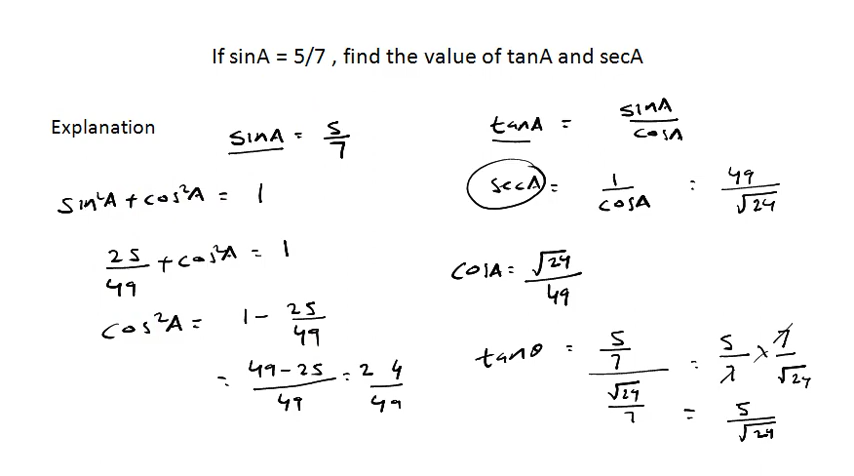 If sinA = 5/7 , find the value of tanA and secA
Explanation
sinA = 5/7
sin²A + cos²A = 1
25/49 + cos²A = 1
cos²A = 1 - 25/49
= 49-25/49 = 24/49
tanA = sinA/cosA
secA = 1/cosA = 49/√24
cosA = √24/49
tanθ = 5/7 / √24/7 = 5/7 × 7/√24
= 5/√24